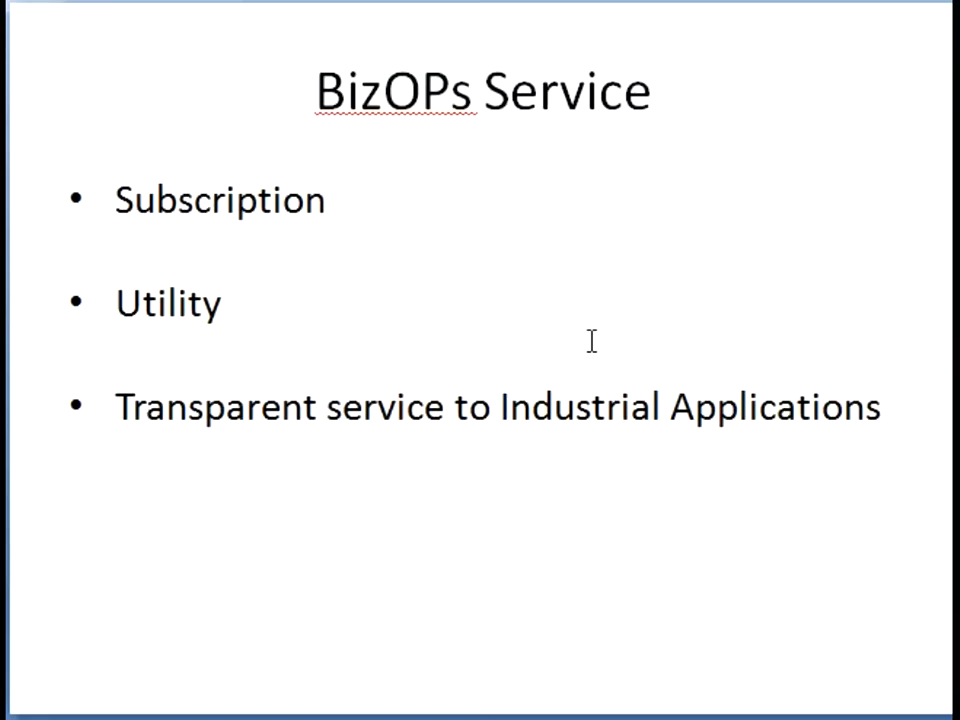 BizOPs Service
• Subscription
• Utility
• Transparent service to Industrial Applications